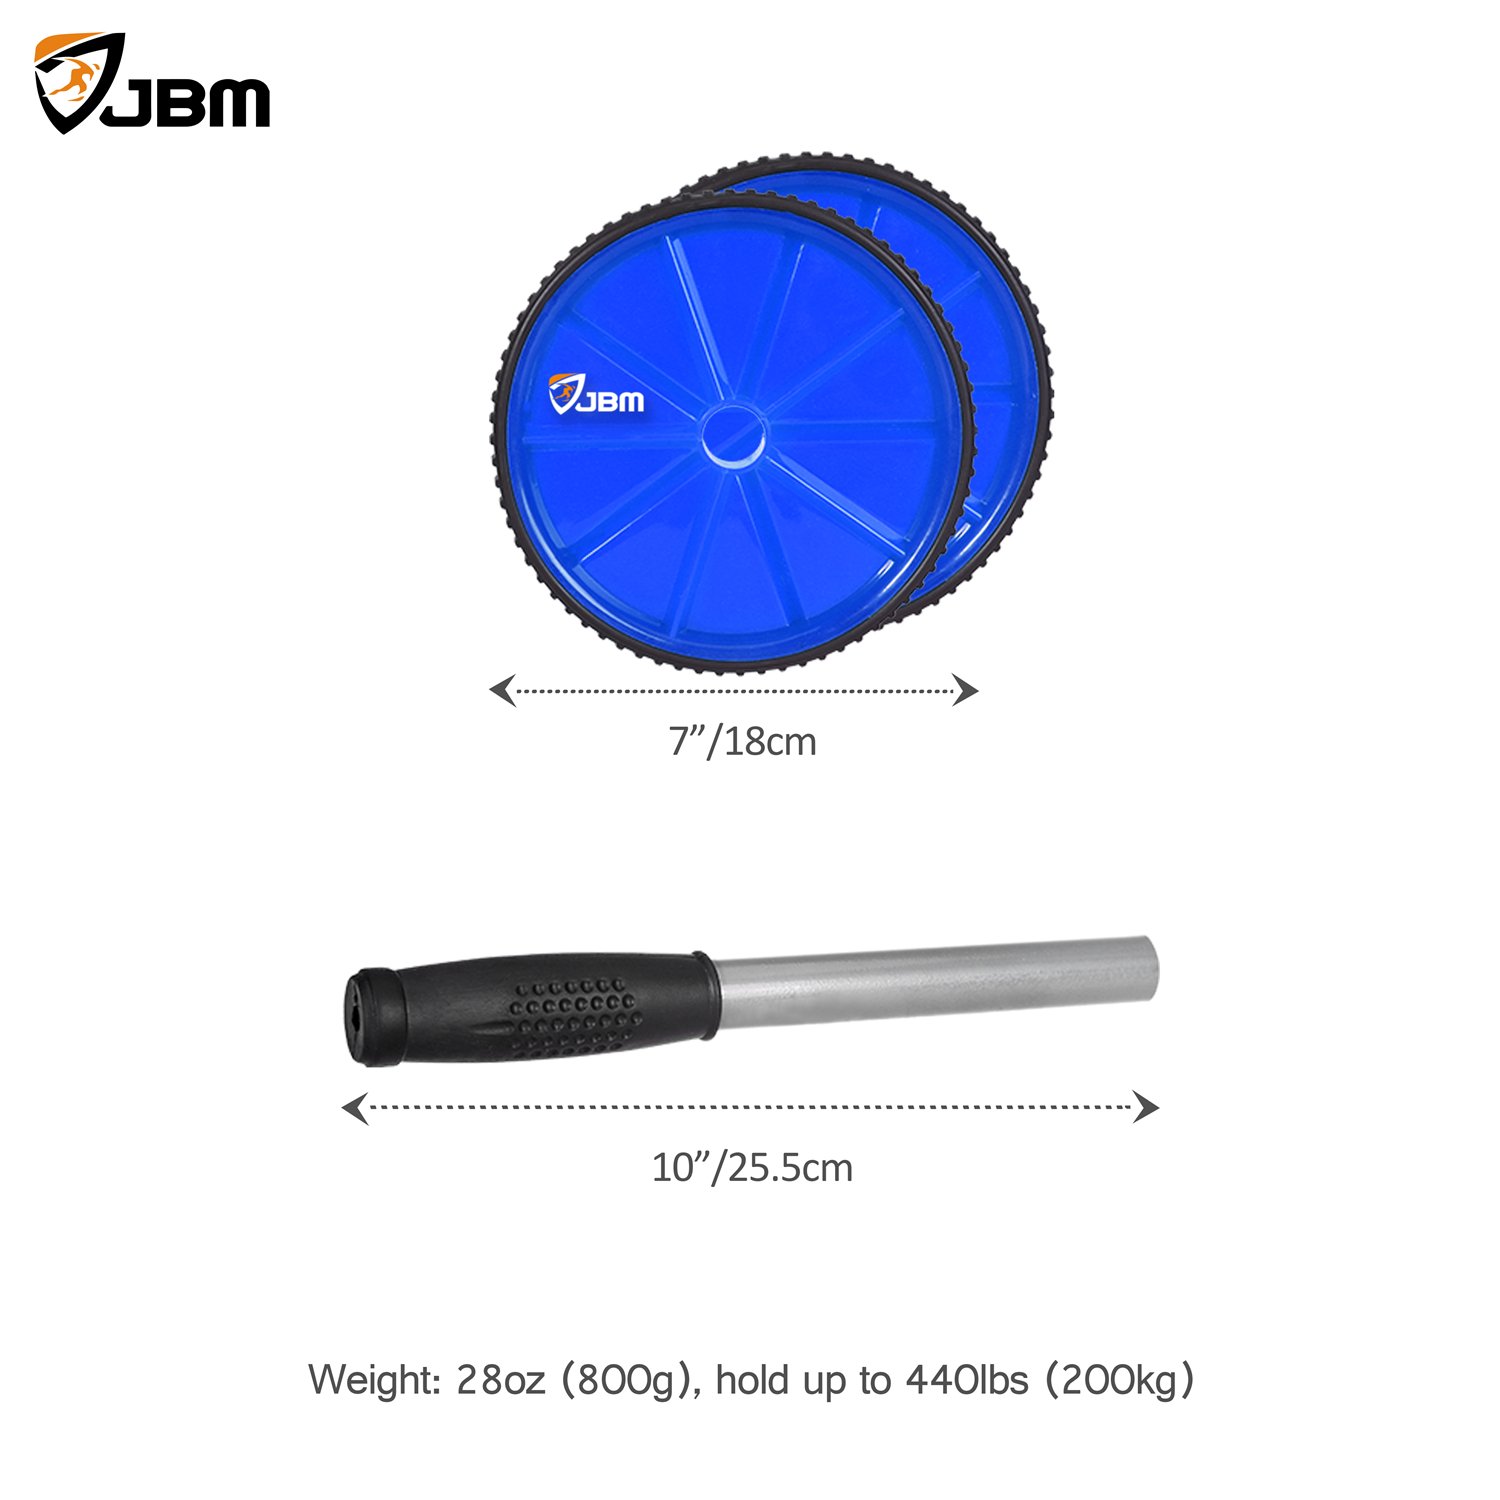 JBM
JBM
7”/18cm
10”/25.5cm
Weight: 28oz (800g), hold up to 440lbs (200kg)